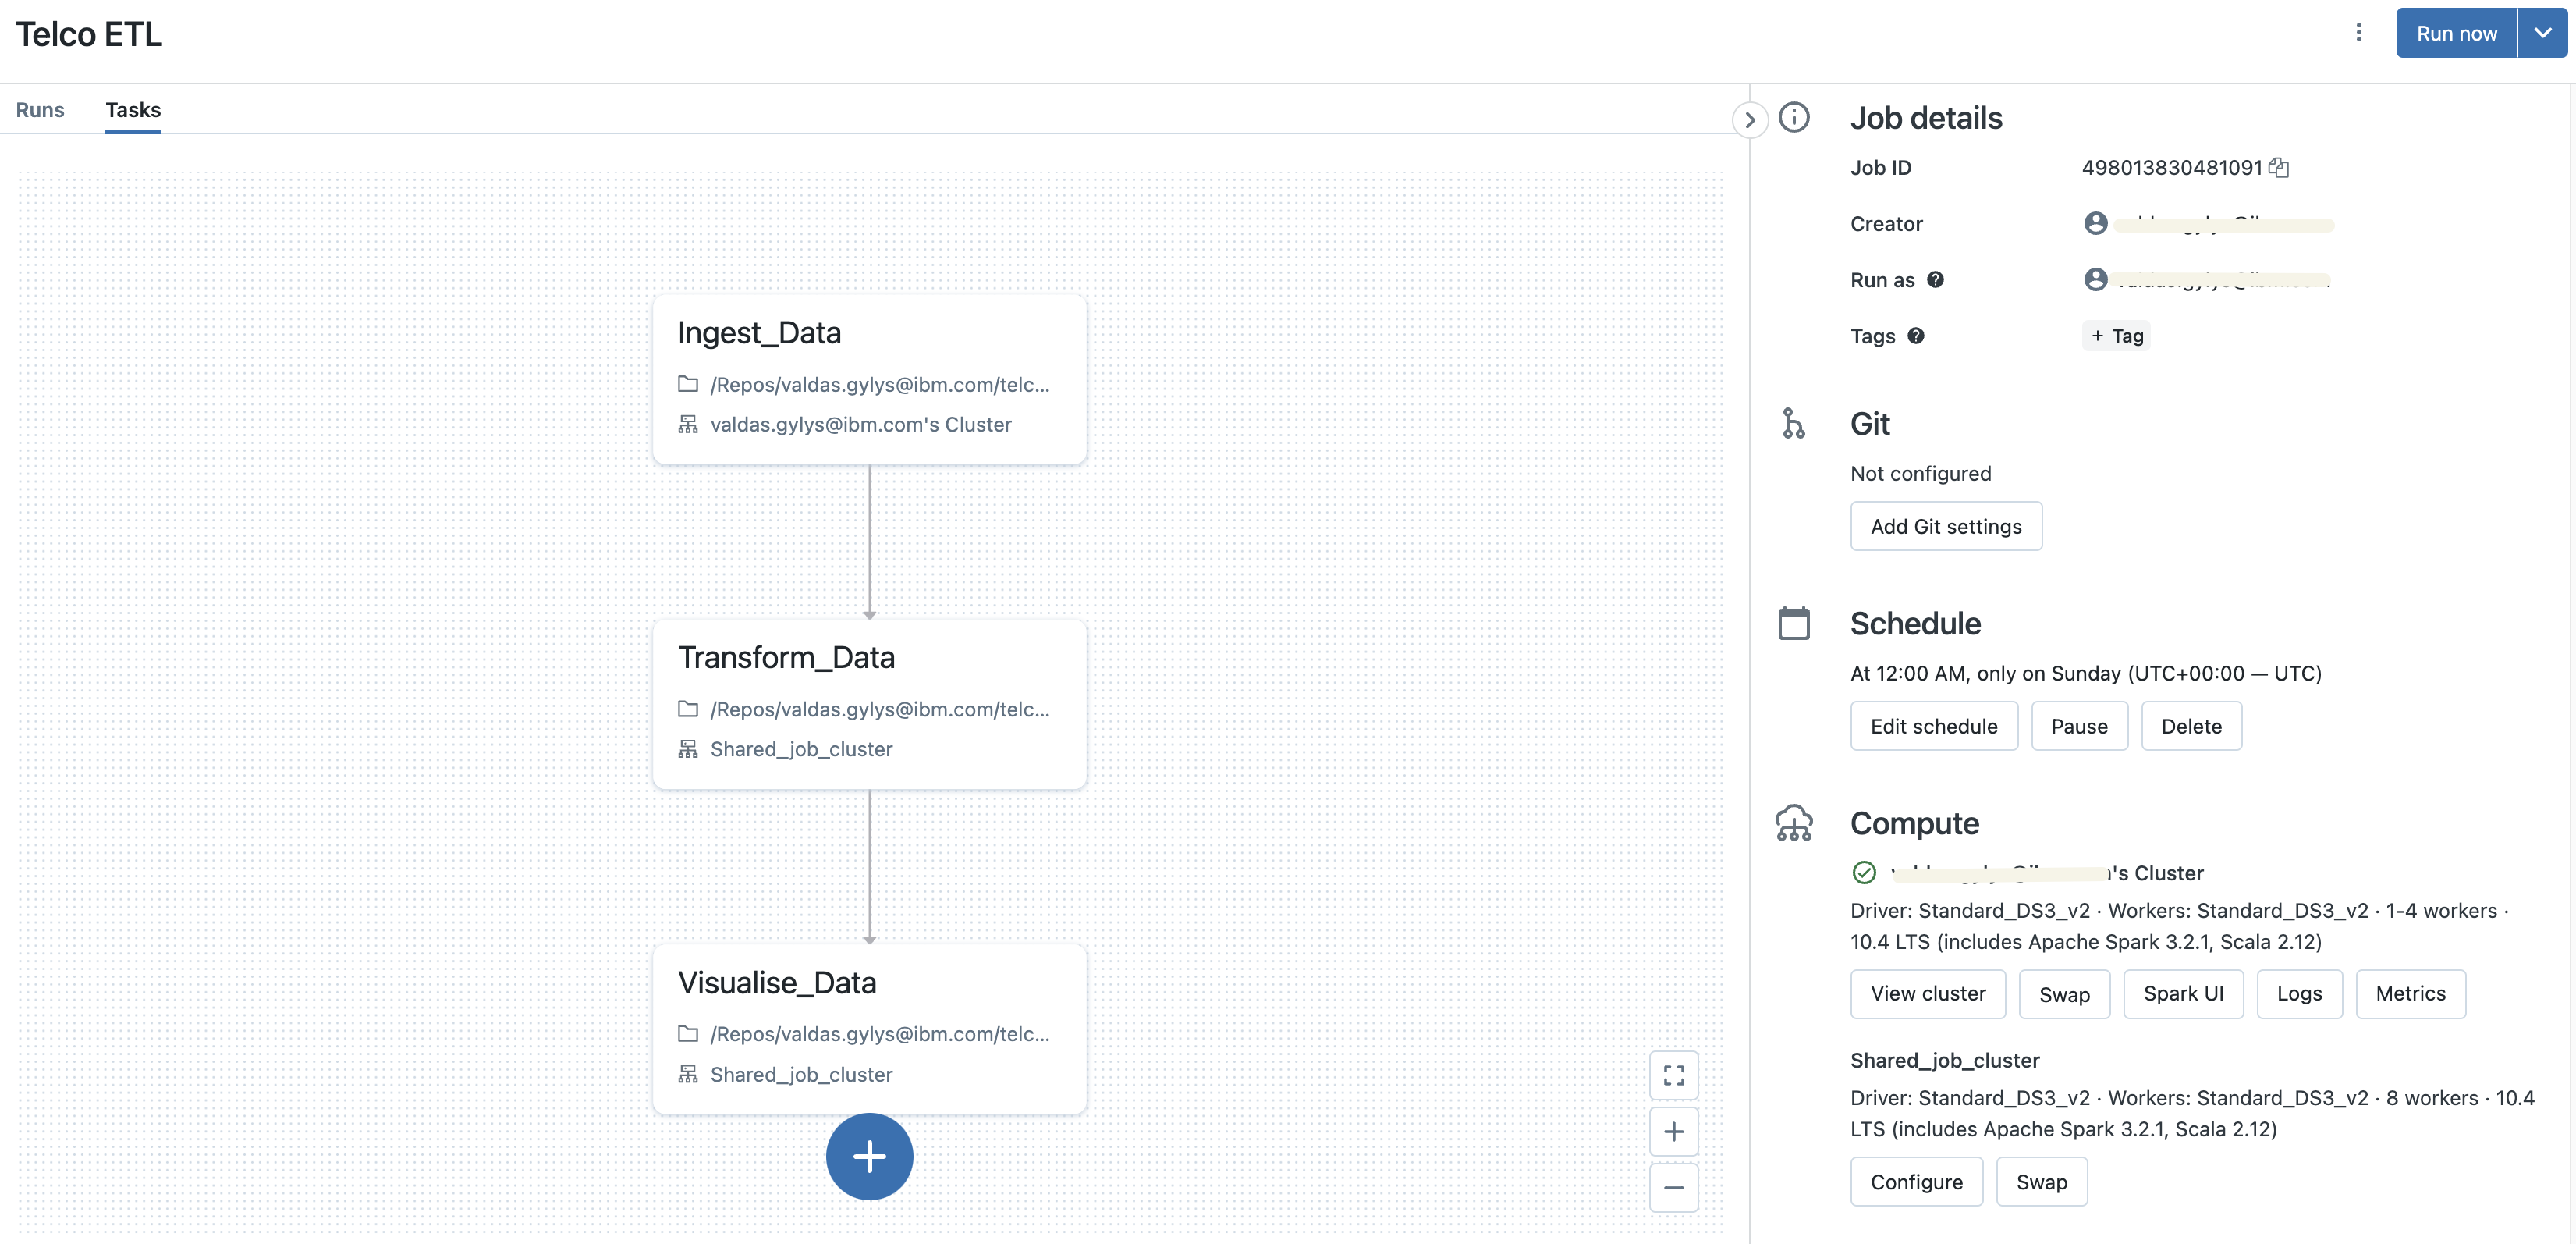 Telco ETL
Run now
Runs
Tasks
Ingest_Data
/Repos/valdas.gylys@ibm.com/telc...
valdas.gylys@ibm.com's Cluster
Transform_Data
/Repos/valdas.gylys@ibm.com/telc...
Shared_job_cluster
Visualise_Data
/Repos/valdas.gylys@ibm.com/telc...
Shared_job_cluster
Job details
Job ID 498013830481091
Creator
Run as
Tags + Tag
Git
Not configured
Add Git settings
Schedule
At 12:00 AM, only on Sunday (UTC+00:00 — UTC)
Edit schedule Pause Delete
Compute
's Cluster
Driver: Standard_DS3_v2 · Workers: Standard_DS3_v2 · 1-4 workers ·
10.4 LTS (includes Apache Spark 3.2.1, Scala 2.12)
View cluster Swap Spark UI Logs Metrics
Shared_job_cluster
Driver: Standard_DS3_v2 · Workers: Standard_DS3_v2 · 8 workers · 10.4
LTS (includes Apache Spark 3.2.1, Scala 2.12)
Configure Swap